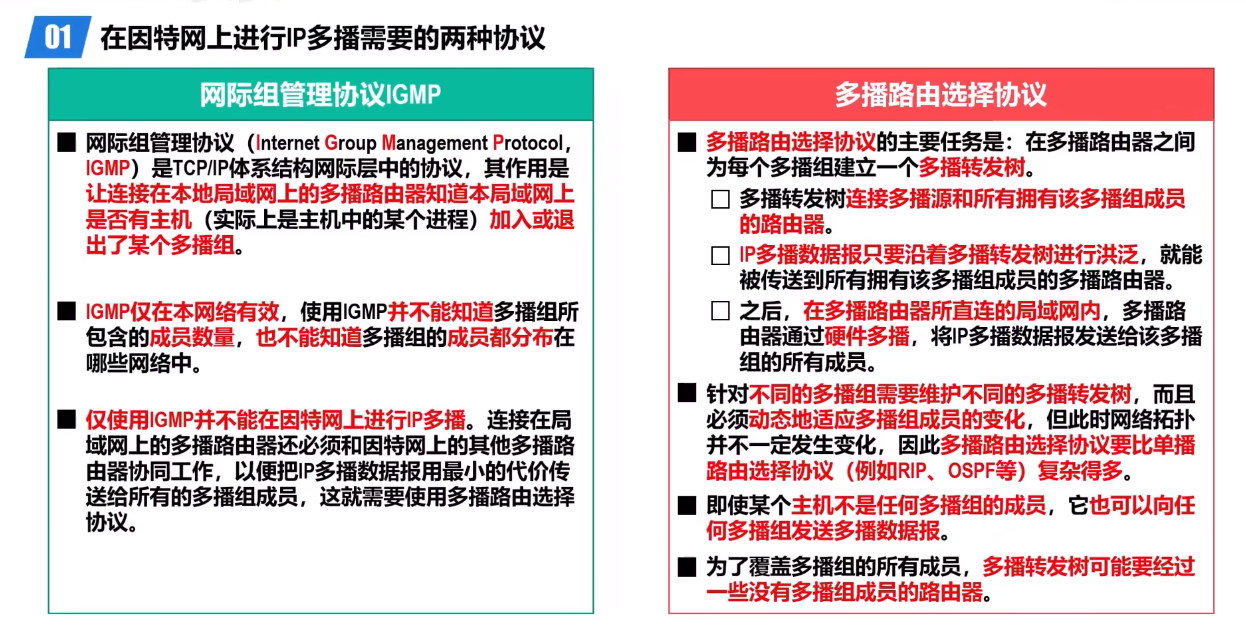 01 在因特网上进行IP多播需要的两种协议
网际组管理协议IGMP
■ 网际组管理协议（Internet Group Management Protocol，
IGMP）是TCP/IP体系结构网际层中的协议，其作用是
让连接在本地局域网上的多播路由器知道本局域网上
是否有主机（实际上是主机中的某个进程）加入或退
出了某个多播组。
■ IGMP仅在本网络有效，使用IGMP并不能知道多播组所
包含的成员数量，也不能知道多播组的成员都分布在
哪些网络中。
■ 仅使用IGMP并不能在因特网上进行IP多播。连接在局
域网上的多播路由器还必须和因特网上的其他多播路
由器协同工作，以便把IP多播数据报用最小的代价传
送给所有的多播组成员，这就需要使用多播路由选择
协议。
多播路由选择协议
■ 多播路由选择协议的主要任务是：在多播路由器之间
为每个多播组建立一个多播转发树。
□ 多播转发树连接多播源和所有拥有该多播组成员
的路由器。
□ IP多播数据报只要沿着多播转发树进行洪泛，就能
被传送到所有拥有该多播组成员的多播路由器。
□ 之后，在多播路由器所直连的局域网内，多播路
由器通过硬件多播，将IP多播数据报发送给该多播
组的所有成员。
■ 针对不同的多播组需要维护不同的多播转发树，而且
必须动态地适应多播组成员的变化，但此时网络拓扑
并不一定发生变化，因此多播路由选择协议要比单播
路由选择协议（例如RIP、OSPF等）复杂得多。
■ 即使某个主机不是任何多播组的成员，它也可以向任
何多播组发送多播数据报。
■ 为了覆盖多播组的所有成员，多播转发树可能要经过
一些没有多播组成员的路由器。